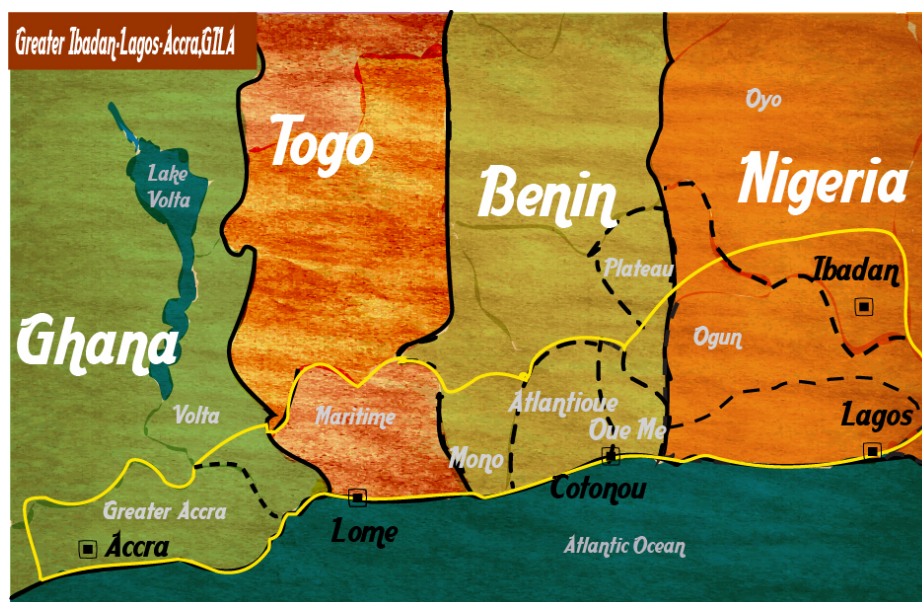 Greater Ibadan-Lagos-Accra,GILA
Togo
Benin
Nigeria
Ghana
Oyo
Lake
Volta
Plateau
Ibadan
Ogun
Volta
Maritime
Atlantioue
Mono
Oue Me
Lagos
Cotonou
Greater Accra
Accra
Lome
Atlantic Ocean